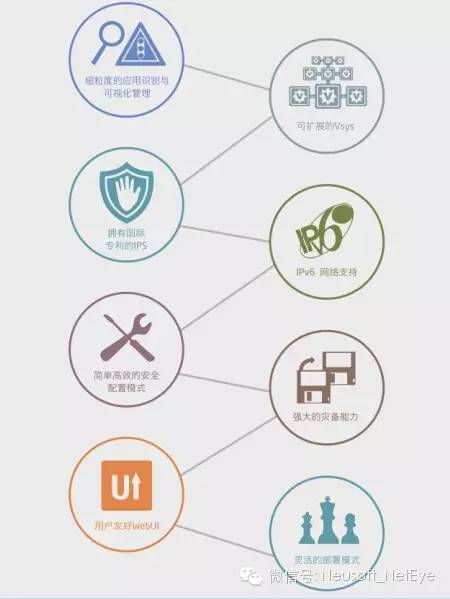 细粒度的应用识别与
可视化管理
可扩展的Vsys
拥有国际
专利的IPS
IPv6
IPv6 网络支持
简单高效的安全
配置模式
强大的灾备能力
UI
用户友好WebUI
灵活的部署模式
微信号: Neusoft_NetEye